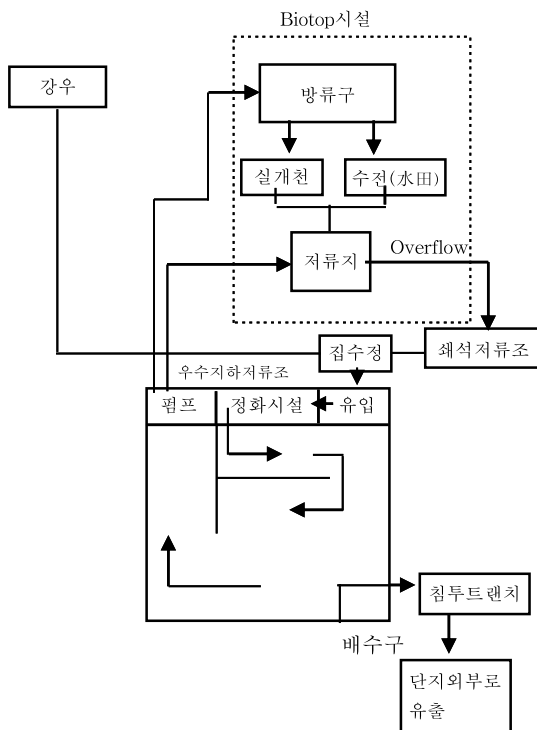 Biotop시설
강우
방류구
실개천
수전(水田)
저류지
Overflow
쇄석저류조
집수정
우수지하저류조
펌프
정화시설
유입
침투트랜치
배수구
단지외부로
유출